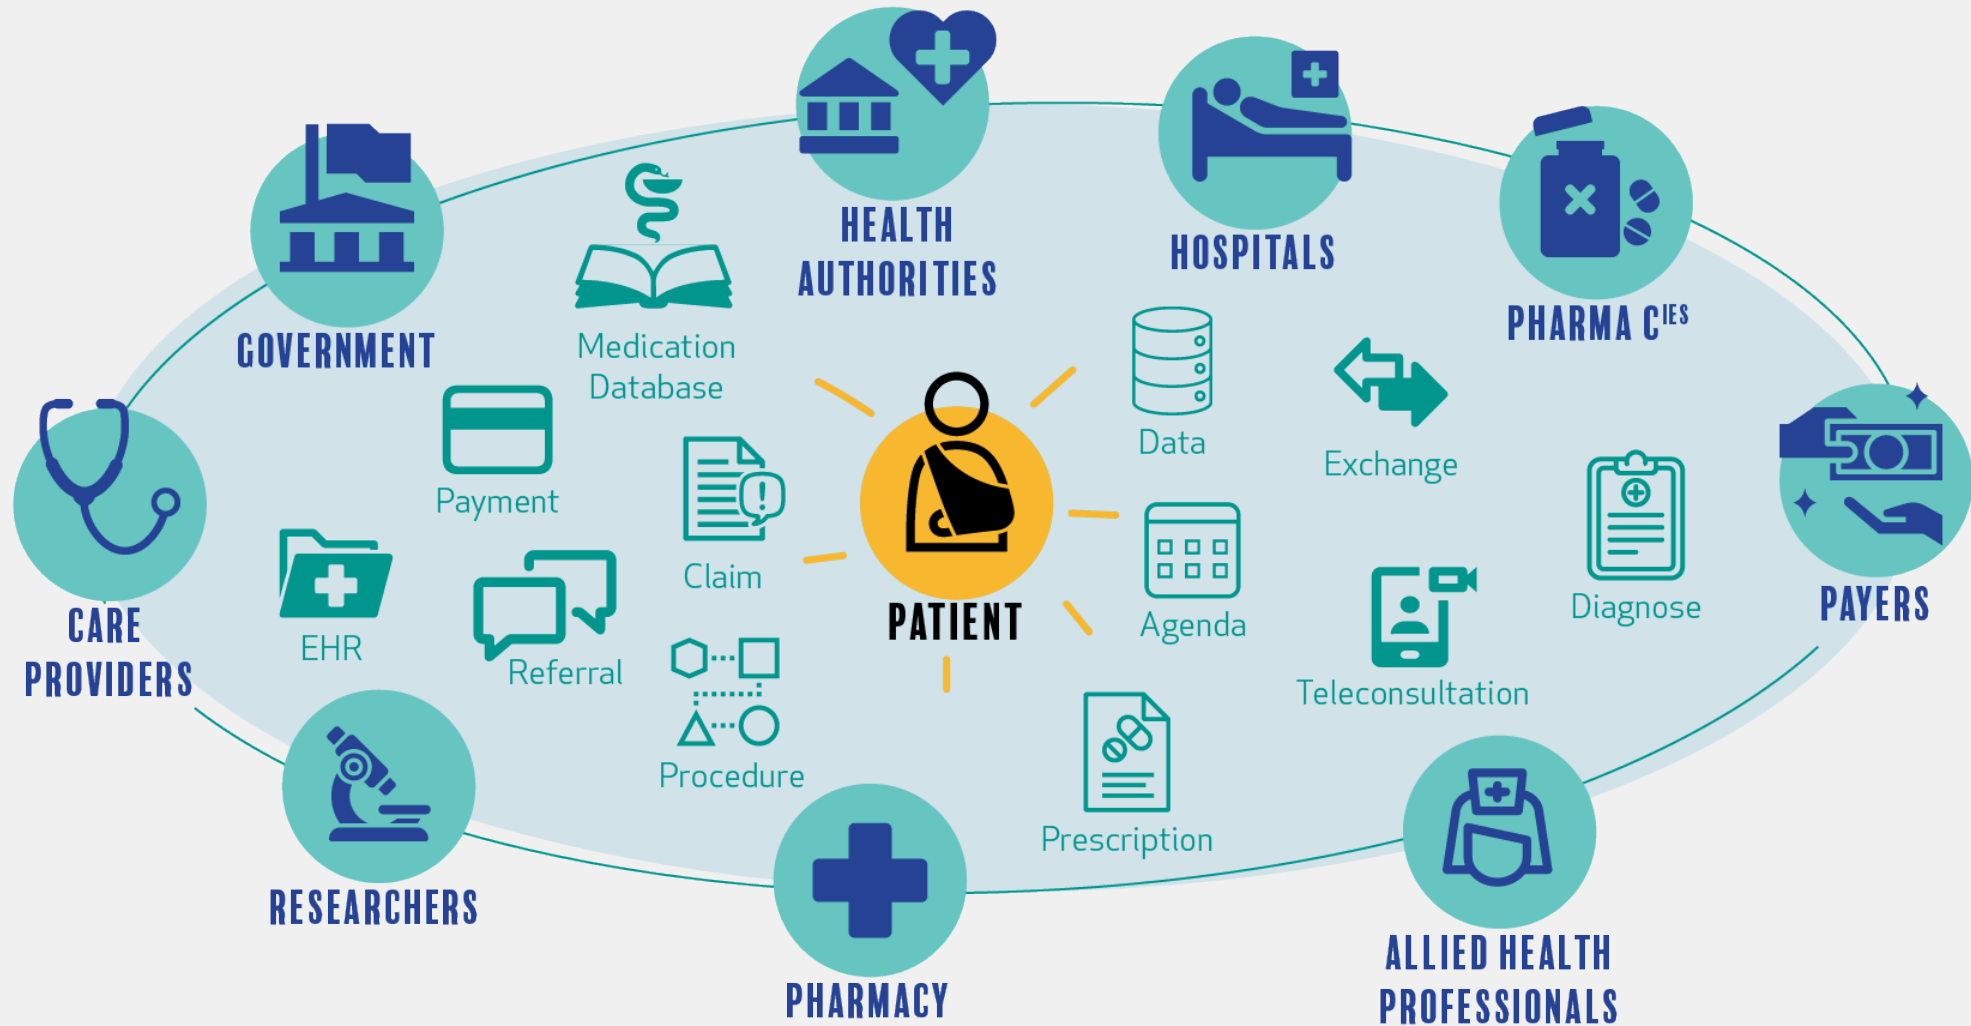 HEALTH
AUTHORITIES
HOSPITALS
PHARMA CIES
GOVERNMENT
Medication
Database
Data
Exchange
Payment
Claim
Agenda
Diagnose
PAYERS
CARE
PROVIDERS
EHR
Referral
PATIENT
Teleconsultation
Procedure
Prescription
RESEARCHERS
PHARMACY
ALLIED HEALTH
PROFESSIONALS